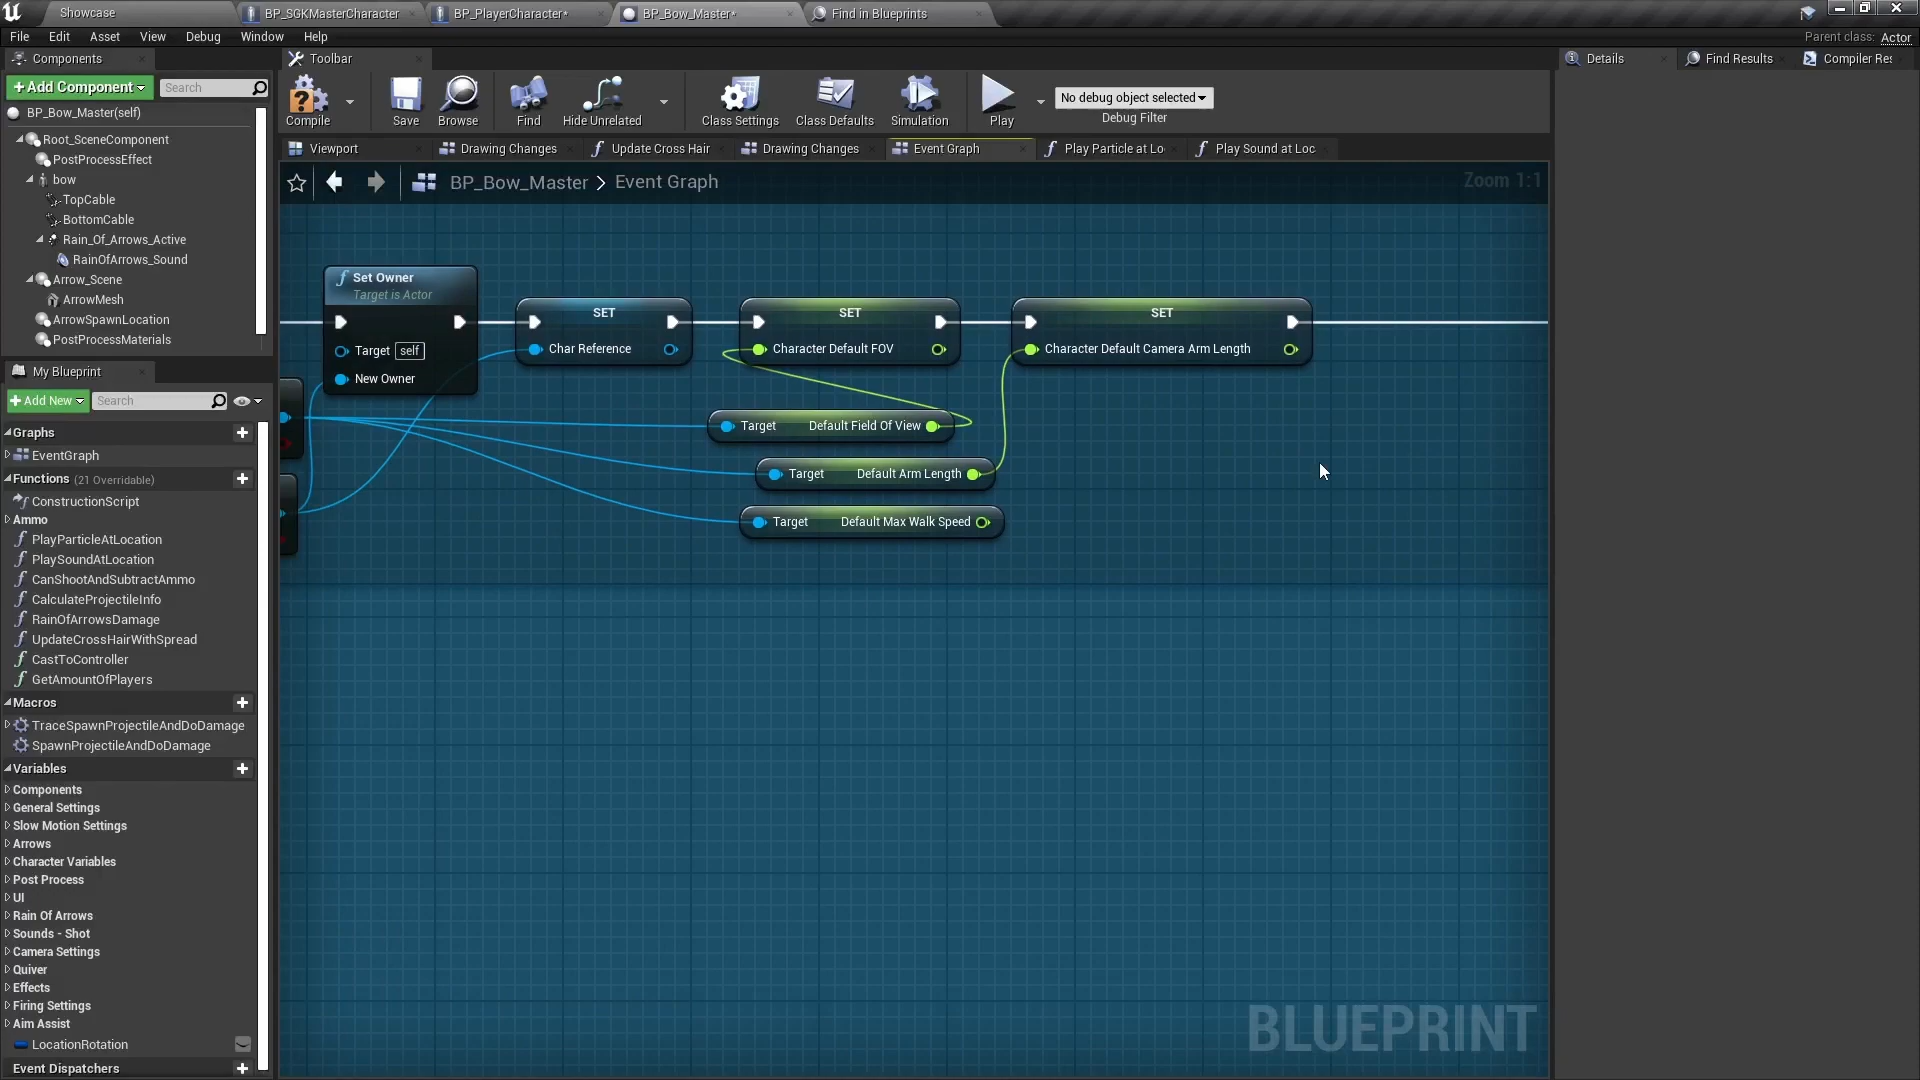 Showcase
BP_SGKMasterCharacter
BP_PlayerCharacter*
BP_Bow_Master*
Find in Blueprints
File Edit Asset View Debug Window Help
Parent class: Actor
Components
Toolbar
Details
Find Results
Compiler Res
+Add Component
Search
Compile
Save
Browse
Find
Hide Unrelated
Class Settings
Class Defaults
Simulation
Play
No debug object selected
Debug Filter
BP_Bow_Master(self)
Root_SceneComponent
PostProcessEffect
bow
TopCable
BottomCable
Rain_Of_Arrows_Active
RainOfArrows_Sound
Arrow_Scene
ArrowMesh
ArrowSpawnLocation
PostProcessMaterials
Viewport
Drawing Changes
Update Cross Hair
Drawing Changes
Event Graph
Play Particle at Lo
Play Sound at Loc
BP_Bow_Master > Event Graph
Zoom 1:1
Set Owner
Target is Actor
Target self
New Owner
SET
Char Reference
SET
Character Default FOV
SET
Character Default Camera Arm Length
Target Default Field Of View
Target Default Arm Length
Target Default Max Walk Speed
My Blueprint
+Add New
Search
Graphs
EventGraph
Functions (21 Overridable)
ConstructionScript
Ammo
PlayParticleAtLocation
PlaySoundAtLocation
CanShootAndSubtractAmmo
CalculateProjectileInfo
RainOfArrowsDamage
UpdateCrossHairWithSpread
CastToController
GetAmountOfPlayers
Macros
TraceSpawnProjectileAndDoDamage
SpawnProjectileAndDoDamage
Variables
Components
General Settings
Slow Motion Settings
Arrows
Character Variables
Post Process
UI
Rain Of Arrows
Sounds - Shot
Camera Settings
Quiver
Effects
Firing Settings
Aim Assist
LocationRotation
Event Dispatchers
BLUEPRINT